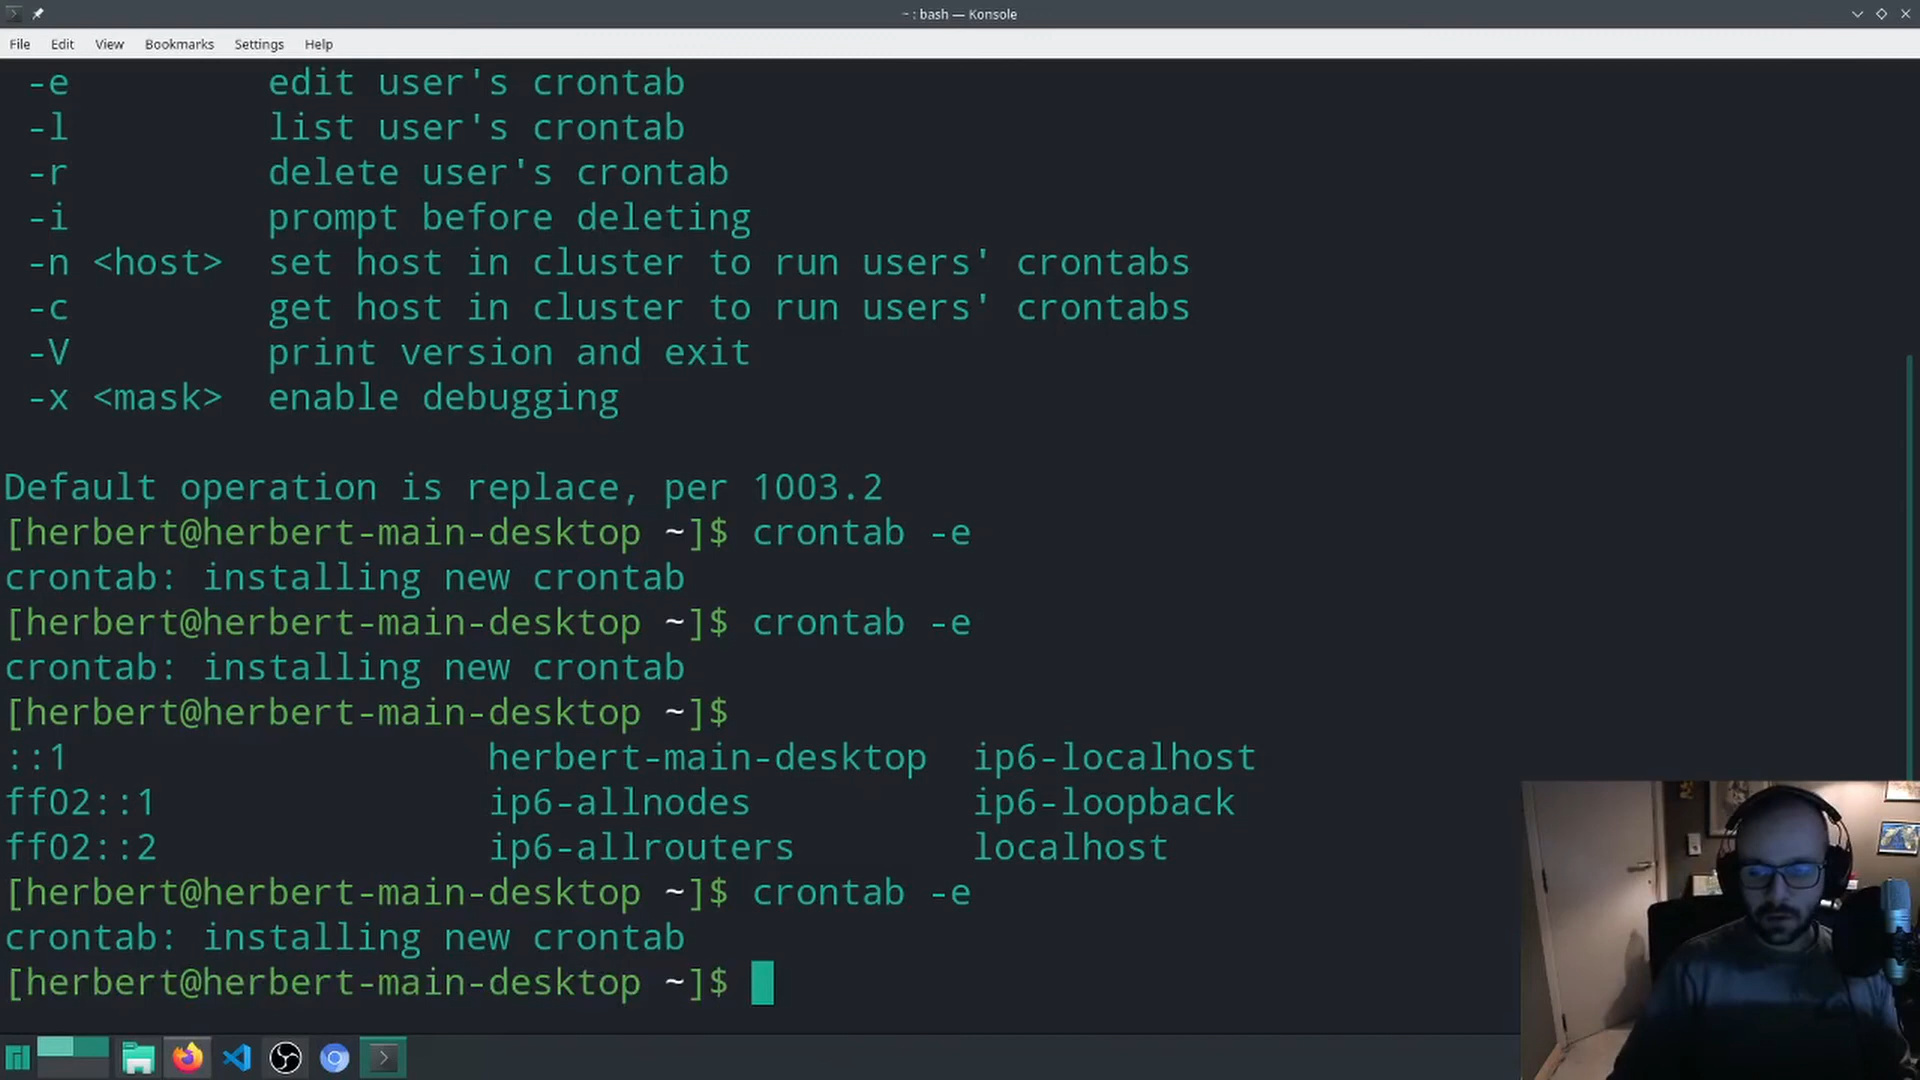 ~ : bash — Konsole
File Edit View Bookmarks Settings Help
-e edit user's crontab
-l list user's crontab
-r delete user's crontab
-i prompt before deleting
-n <host> set host in cluster to run users' crontabs
-c get host in cluster to run users' crontabs
-V print version and exit
-x <mask> enable debugging
Default operation is replace, per 1003.2
[herbert@herbert-main-desktop ~]$ crontab -e
crontab: installing new crontab
[herbert@herbert-main-desktop ~]$ crontab -e
crontab: installing new crontab
[herbert@herbert-main-desktop ~]$
::1 herbert-main-desktop ip6-localhost
ff02::1 ip6-allnodes ip6-loopback
ff02::2 ip6-allrouters localhost
[herbert@herbert-main-desktop ~]$ crontab -e
crontab: installing new crontab
[herbert@herbert-main-desktop ~]$